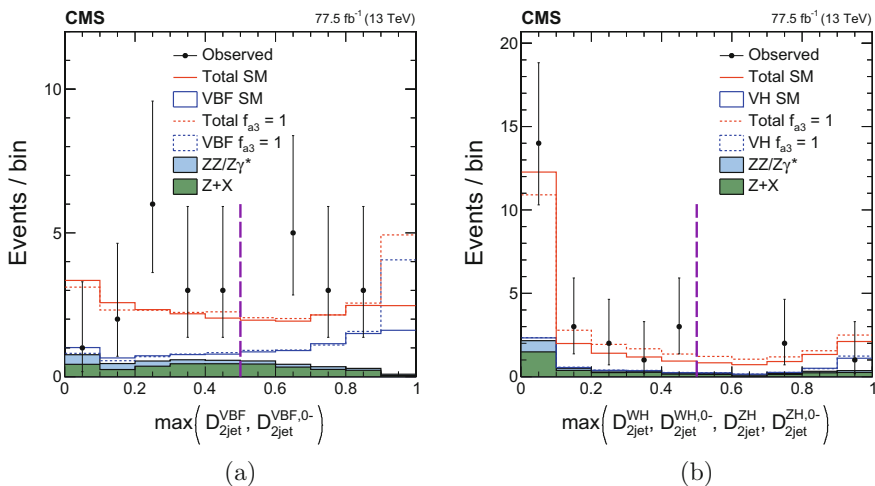 CMS 77.5 fb⁻¹ (13 TeV)
Events / bin
10
5
0
Observed
Total SM
VBF SM
Total f_a3 = 1
VBF f_a3 = 1
ZZ/Zγ*
Z+X
0 0.2 0.4 0.6 0.8 1
max(D_2jet^VBF, D_2jet^VBF,0-)
(a)
CMS 77.5 fb⁻¹ (13 TeV)
Events / bin
20
15
10
5
0
Observed
Total SM
VH SM
Total f_a3 = 1
VH f_a3 = 1
ZZ/Zγ*
Z+X
0 0.2 0.4 0.6 0.8 1
max(D_2jet^WH, D_2jet^WH,0-, D_2jet^ZH, D_2jet^ZH,0-)
(b)